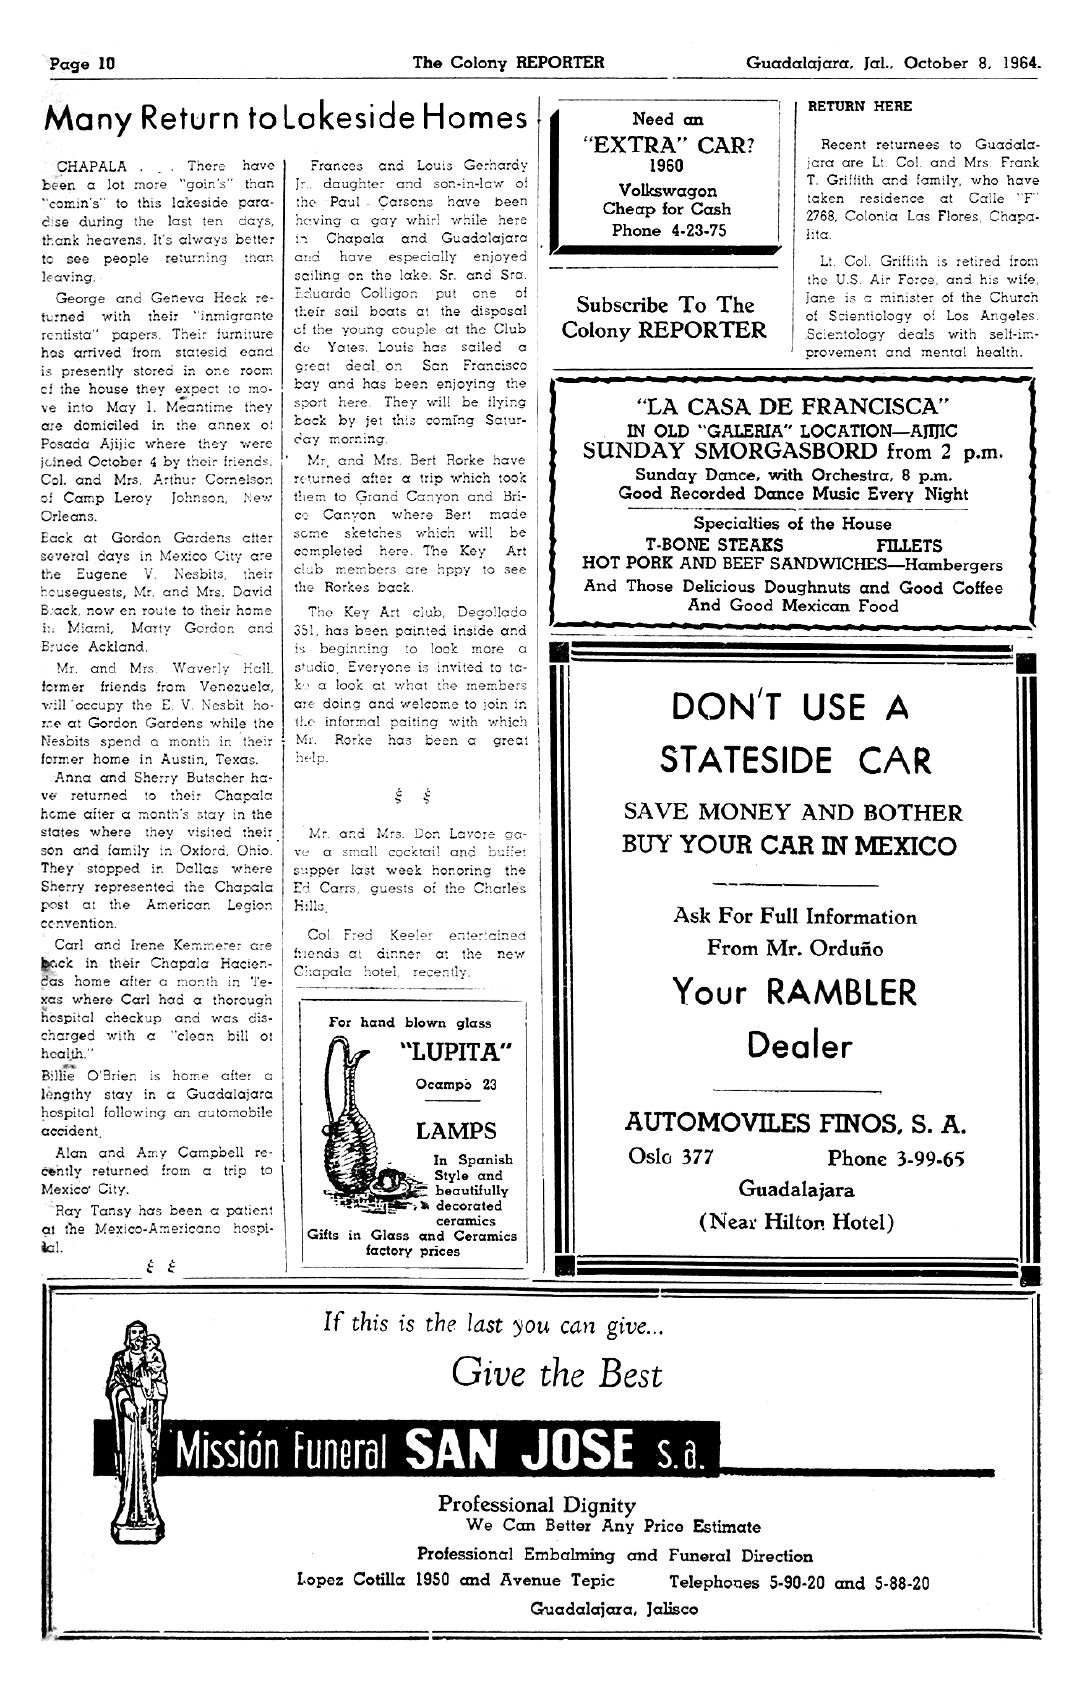 Page 10
The Colony REPORTER
Guadalajara, Jal., October 8, 1964.
Many Return to Lakeside Homes
CHAPALA . . . There have
been a lot more "goin's" than
"comin's" to this lakeside para-
dise during the last ten days,
thank heavens. It's always better
to see people returning than
leaving.
George and Geneva Heck re-
turned with their "inmigrante
rentista" papers. Their furniture
has arrived from statesid eand
is presently stored in one room
of the house they expect to mo-
ve into May 1. Meantime they
are domiciled in the annex of
Posada Ajijic where they were
joined October 4 by their friends.
Col. and Mrs. Arthur Cornelson
of Camp Leroy Johnson, New
Orleans.
Back at Gordon Gardens after
several days in Mexico City are
the Eugene V. Nesbits, their
houseguests, Mr. and Mrs. David
Brack, now en route to their home
in Miami, Marty Gordon and
Bruce Ackland.
Mr. and Mrs. Waverly Hall,
former friends from Venezuela,
will occupy the E. V. Nesbit ho-
me at Gordon Gardens while the
Nesbits spend a month in their
former home in Austin, Texas.
Anna and Sherry Butscher ha-
ve returned to their Chapala
home after a month's stay in the
states where they visited their
son and family in Oxford, Ohio.
They stopped in Dallas where
Sherry represented the Chapala
post at the American Legion
convention.
Carl and Irene Kemmerer are
back in their Chapala Hacien-
das home after a month in Te-
xas where Carl had a thorough
hospital checkup and was dis-
charged with a "clean bill of
health."
Billie O'Brien is home after a
lengthy stay in a Guadalajara
hospital following an automobile
accident.
Alan and Amy Campbell re-
cently returned from a trip to
Mexico City.
Ray Tansy has been a patient
at the Mexico-Americano hospi-
tal.
ξ ξ
Frances and Louis Gerhardy
Jr., daughter and son-in-law of
the Paul Carsons have been
having a gay whirl while here
in Chapala and Guadalajara
and have especially enjoyed
sailing on the lake. Sr. and Sra.
Eduardo Colligon put one of
their sail boats at the disposal
of the young couple at the Club
de Yates. Louis has sailed a
great deal on San Francisco
bay and has been enjoying the
sport here. They will be flying
back by jet this coming Satur-
day morning.
Mr. and Mrs. Bert Rorke have
returned after a trip which took
them to Grand Canyon and Bri-
ce Canyon where Bert made
some sketches which will be
completed here. The Key Art
club members are hppy to see
the Rorkes back.
The Key Art club, Degollado
351, has been painted inside and
is beginning to look more a
studio. Everyone is invited to ta-
ke a look at what the members
are doing and welcome to join in
the informal paiting with which
Mr. Rorke has been a great
help.
ξ ξ
Mr. and Mrs. Don Lavore ga-
ve a small cocktail and buffet
supper last week honoring the
Ed Carrs, guests of the Charles
Hills.
Col. Fred Keeler entertained
friends at dinner at the new
Chapala hotel, recently.
For hand blown glass
"LUPITA"
Ocampo 23
LAMPS
In Spanish
Style and
beautifully
decorated
ceramics
Gifts in Glass and Ceramics
factory prices
Need an
"EXTRA" CAR?
1960
Volkswagon
Cheap for Cash
Phone 4-23-75
Subscribe To The
Colony REPORTER
RETURN HERE
Recent returnees to Guadala-
jara are Lt. Col. and Mrs. Frank
T. Griffith and family, who have
taken residence at Calle "F"
2768, Colonia Las Flores, Chapa-
lita.
Lt. Col. Griffith is retired from
the U.S. Air Force, and his wife,
Jane is a minister of the Church
of Scientiology of Los Angeles.
Scientology deals with self-im-
provement and mental health.
"LA CASA DE FRANCISCA"
IN OLD "GALERIA" LOCATION—AJIJIC
SUNDAY SMORGASBORD from 2 p.m.
Sunday Dance, with Orchestra, 8 p.m.
Good Recorded Dance Music Every Night
Specialties of the House
T-BONE STEAKS FILLETS
HOT PORK AND BEEF SANDWICHES—Hambergers
And Those Delicious Doughnuts and Good Coffee
And Good Mexican Food
DON'T USE A
STATESIDE CAR
SAVE MONEY AND BOTHER
BUY YOUR CAR IN MEXICO
Ask For Full Information
From Mr. Orduño
Your RAMBLER
Dealer
AUTOMOVILES FINOS, S. A.
Oslo 377 Phone 3-99-65
Guadalajara
(Near Hilton Hotel)
If this is the last you can give...
Give the Best
Missión Funeral SAN JOSE s.a.
Professional Dignity
We Can Better Any Price Estimate
Professional Embalming and Funeral Direction
Lopez Cotilla 1950 and Avenue Tepic Telephones 5-90-20 and 5-88-20
Guadalajara, Jalisco